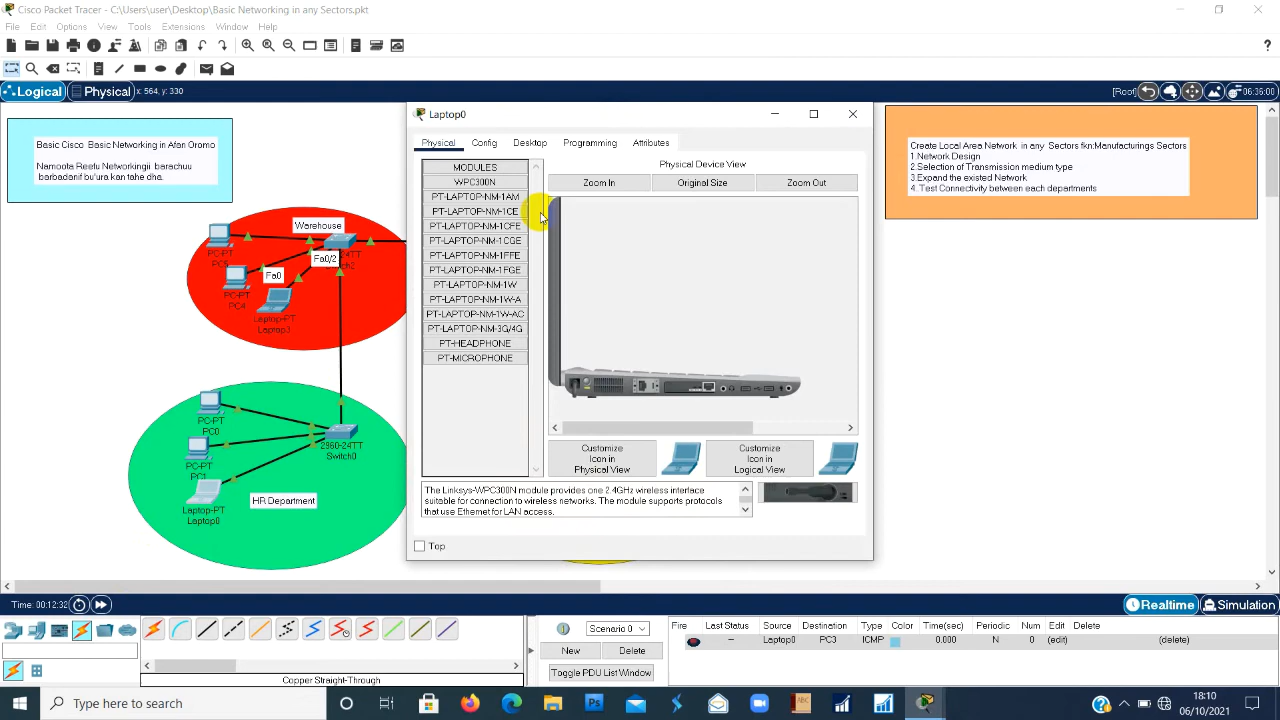 Cisco Packet Tracer - C:\Users\user\Desktop\Basic Networking in any Sectors.pkt
File Edit Options View Tools Extensions Window Help
Logical Physical x: 564, y: 330 [Root] 06:36:00
Basic Cisco Basic Networking in Afan Oromo
Namoota Reetu Networkingii barachuu
barbadanif bu'ura kan tahe dha.
Create Local Area Network in any Sectors fkn:Manufacturings Sectors
1.Network Design
2.Selection of Transmission medium type
3.Expand the existed Network
4. Test Connectivity between each departments
Warehouse
PC-PT
PC5
2960-24TT
Switch2
Fa0/2
Fa0
PC-PT
PC4
Laptop-PT
Laptop3
PC-PT
PC0
2960-24TT
Switch0
PC-PT
PC1
Laptop-PT
Laptop0
HR Department
Laptop0
Physical Config Desktop Programming Attributes
MODULES
WPC300N
PT-LAPTOP-NM-1AM
PT-LAPTOP-NM-1CE
PT-LAPTOP-NM-1CFE
PT-LAPTOP-NM-1CGE
PT-LAPTOP-NM-1FFE
PT-LAPTOP-NM-1FGE
PT-LAPTOP-NM-1W
PT-LAPTOP-NM-1W-A
PT-LAPTOP-NM-1W-AC
PT-LAPTOP-NM-3G/4G
PT-HEADPHONE
PT-MICROPHONE
Physical Device View
Zoom In Original Size Zoom Out
Customize
Icon in
Physical View
Customize
Icon in
Logical View
The Linksys-WPC300N module provides one 2.4GHz wireless interface
suitable for connection to wireless networks. The module supports protocols
that use Ethernet for LAN access.
Top
Time: 00:12:32 Realtime Simulation
Scenario 0
New Delete
Toggle PDU List Window
Fire Last Status Source Destination Type Color Time(sec) Periodic Num Edit Delete
-- Laptop0 PC3 ICMP 0.000 N 0 (edit) (delete)
Copper Straight-Through
Type here to search
18:10
06/10/2021